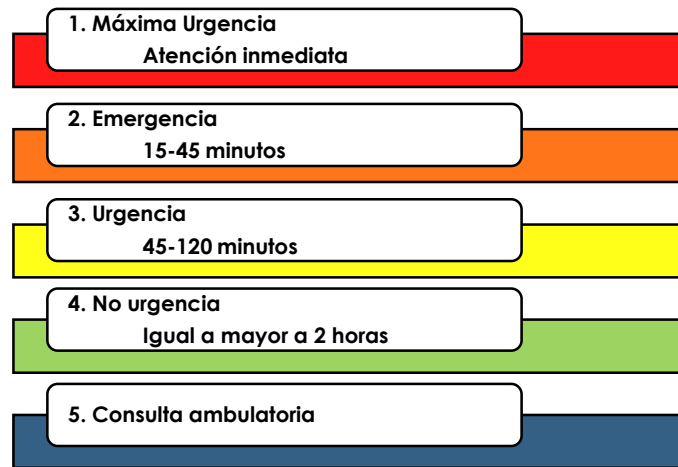 1. Máxima Urgencia
Atención inmediata
2. Emergencia
15-45 minutos
3. Urgencia
45-120 minutos
4. No urgencia
Igual a mayor a 2 horas
5. Consulta ambulatoria